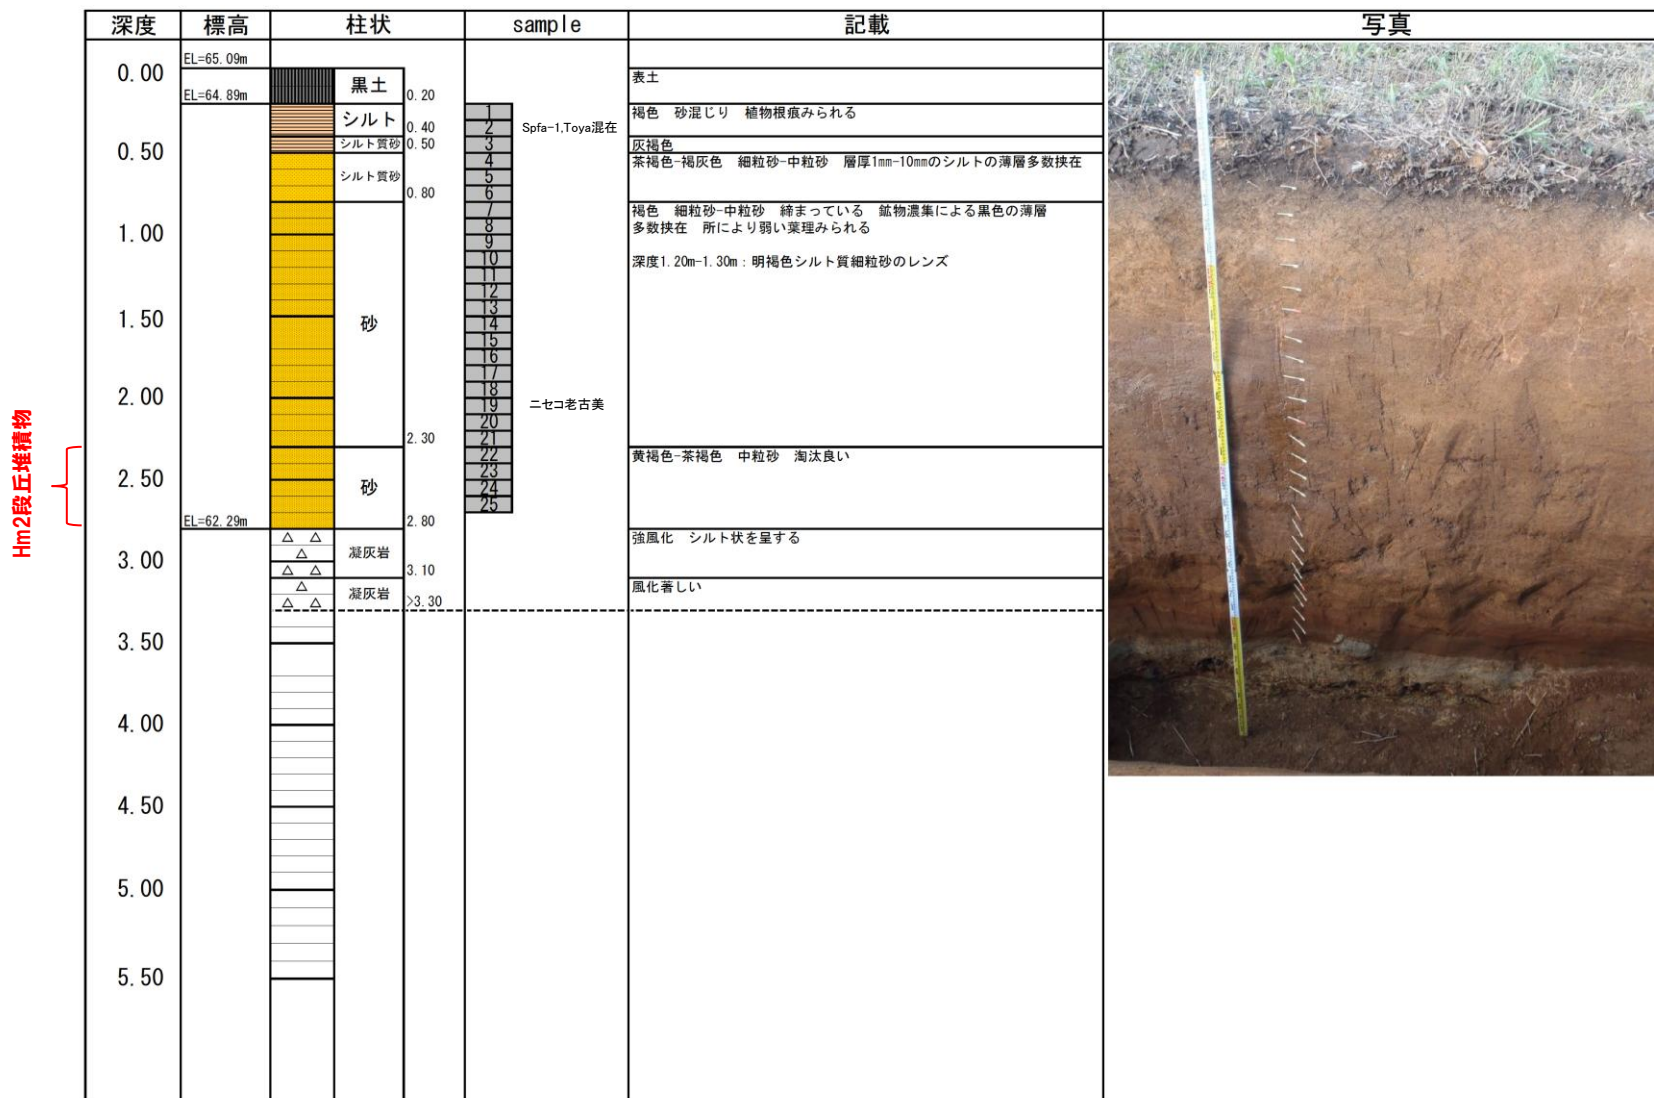 深度 標高 柱状 sample 記載 写真
EL=65.09m
0.00 黒土 表土
EL=64.89m 0.20
シルト 1 褐色 砂混じり 植物根痕みられる
0.40 2 Spfa-1,Toya混在
シルト質砂 0.50 3 灰褐色
0.50 4 茶褐色-褐灰色 細粒砂-中粒砂 層厚1mm-10mmのシルトの薄層多数挟在
シルト質砂 5
0.80 6
7 褐色 細粒砂-中粒砂 締まっている 鉱物濃集による黒色の薄層
8 多数挟在 所により弱い葉理みられる
1.00 9
10 深度1.20m-1.30m:明褐色シルト質細粒砂のレンズ
11
12
13
1.50 砂 14
15
16
17
18
2.00 19 ニセコ老古美
20
2.30 21
22 黄褐色-茶褐色 中粒砂 淘汰良い
23
2.50 砂 24
25
Hm2段丘堆積物
EL=62.29m 2.80
強風化 シルト状を呈する
3.00 凝灰岩
3.10
凝灰岩 風化著しい
>3.30
3.50
4.00
4.50
5.00
5.50